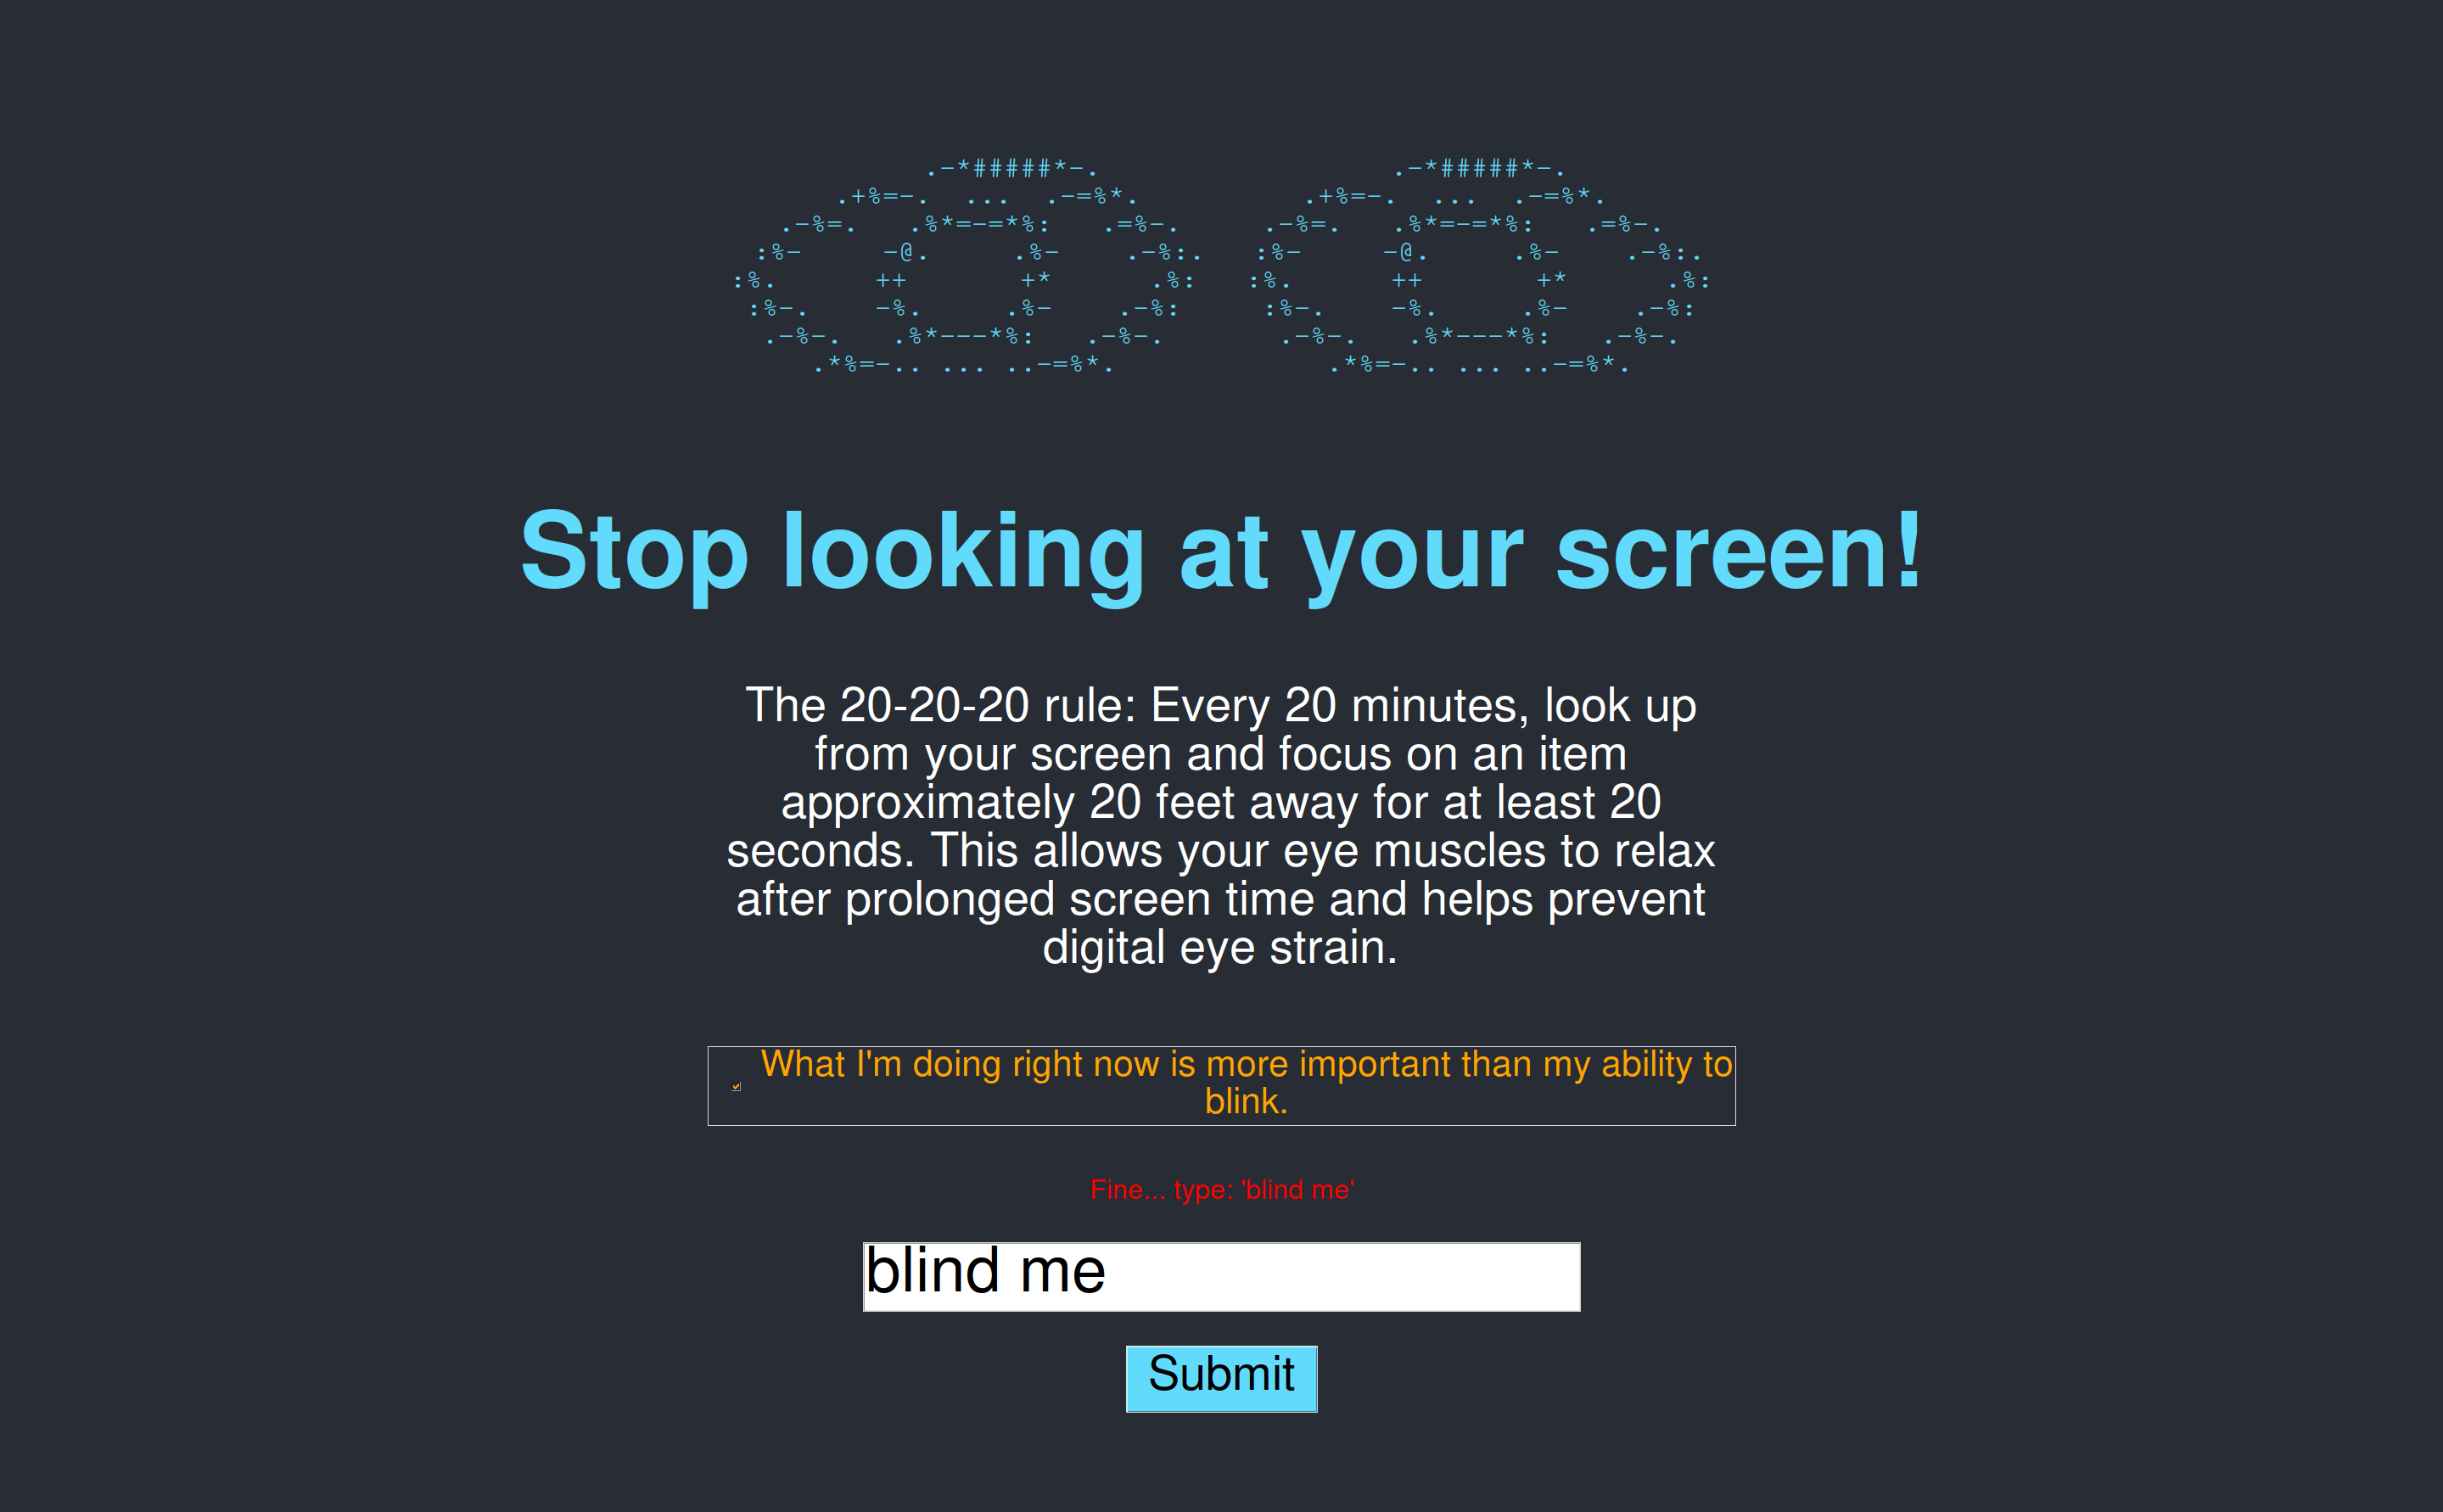 .-*#####*-.                  .-*#####*-.
.+%=-.  ...  .-=%*.          .+%=-.  ...  .-=%*.
.-%=.   .%*=-=*%:   .=%-.     .-%=.   .%*=-=*%:   .=%-.
:%-     -@.     .%-    .-%:.   :%-     -@.     .%-    .-%:.
:%.      ++       +*      .%:   :%.      ++       +*      .%:
:%-.    -%.     .%-    .-%:     :%-.    -%.     .%-    .-%:
.-%-.   .%*---*%:   .-%-.       .-%-.   .%*---*%:   .-%-.
.*%=-.. ... ..-=%*.             .*%=-.. ... ..-=%*.
Stop looking at your screen!
The 20-20-20 rule: Every 20 minutes, look up
from your screen and focus on an item
approximately 20 feet away for at least 20
seconds. This allows your eye muscles to relax
after prolonged screen time and helps prevent
digital eye strain.
What I'm doing right now is more important than my ability to
blink.
Fine... type: 'blind me'
blind me
Submit